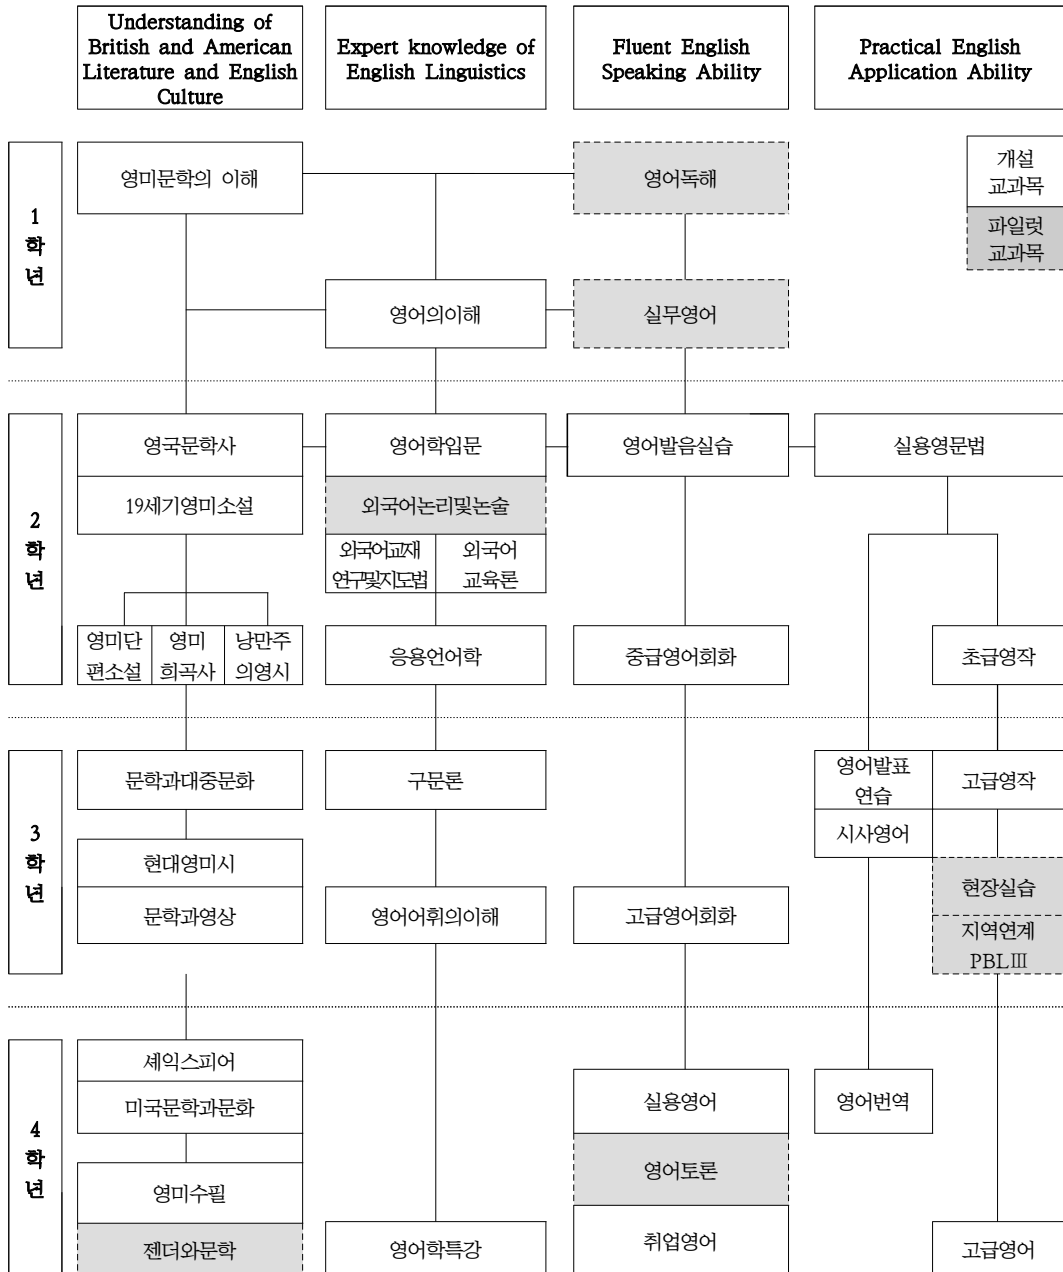 Understanding of
British and American
Literature and English
Culture
Expert knowledge of
English Linguistics
Fluent English
Speaking Ability
Practical English
Application Ability
1
학
년
영미문학의 이해
영어독해
개설
교과목
파일럿
교과목
영어의이해
실무영어
2
학
년
영국문학사
영어학입문
영어발음실습
실용영문법
19세기영미소설
외국어논리및논술
외국어교재
연구및지도법
외국어
교육론
영미단
편소설
영미
희곡사
낭만주
의영시
응용언어학
중급영어회화
초급영작
3
학
년
문학과대중문화
구문론
영어발표
연습
고급영작
시사영어
현대영미시
문학과영상
영어어휘의이해
고급영어회화
현장실습
지역연계
PBLⅢ
4
학
년
셰익스피어
미국문학과문화
실용영어
영어번역
영어토론
영미수필
젠더와문학
영어학특강
취업영어
고급영어